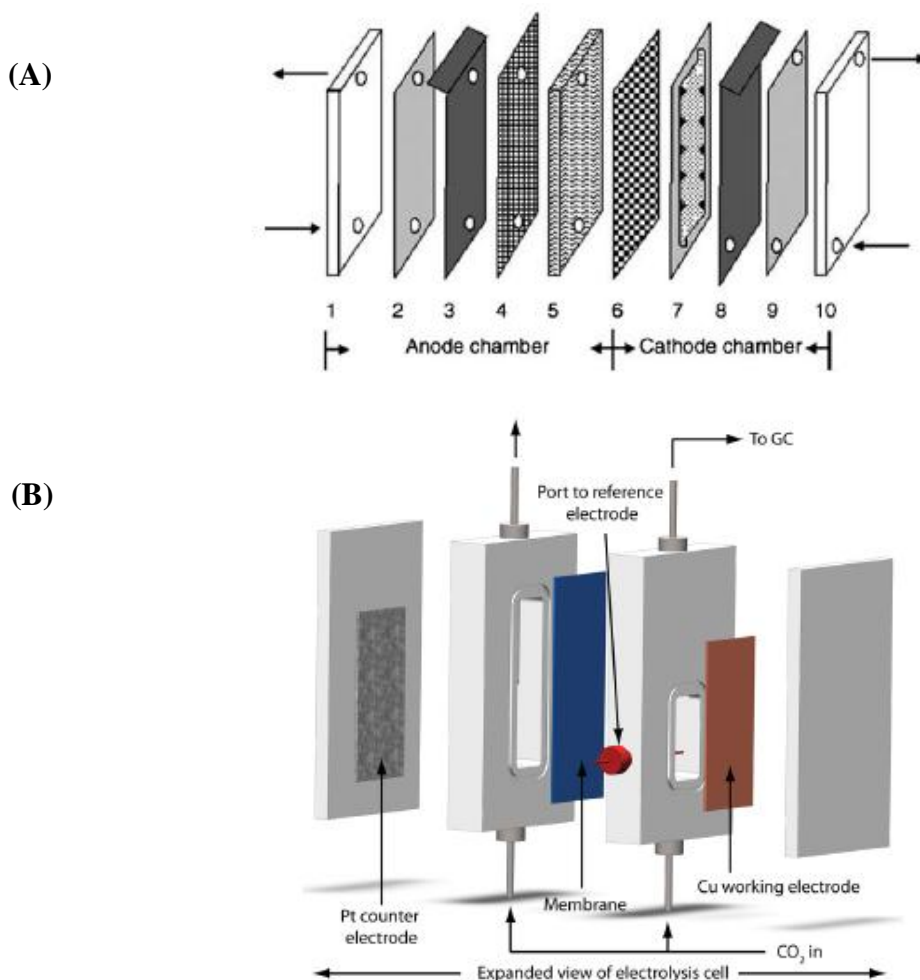 (A)
1 2 3 4 5 6 7 8 9 10
Anode chamber Cathode chamber
(B)
To GC
Port to reference
electrode
Pt counter
electrode
Membrane
Cu working electrode
CO₂ in
Expanded view of electrolysis cell